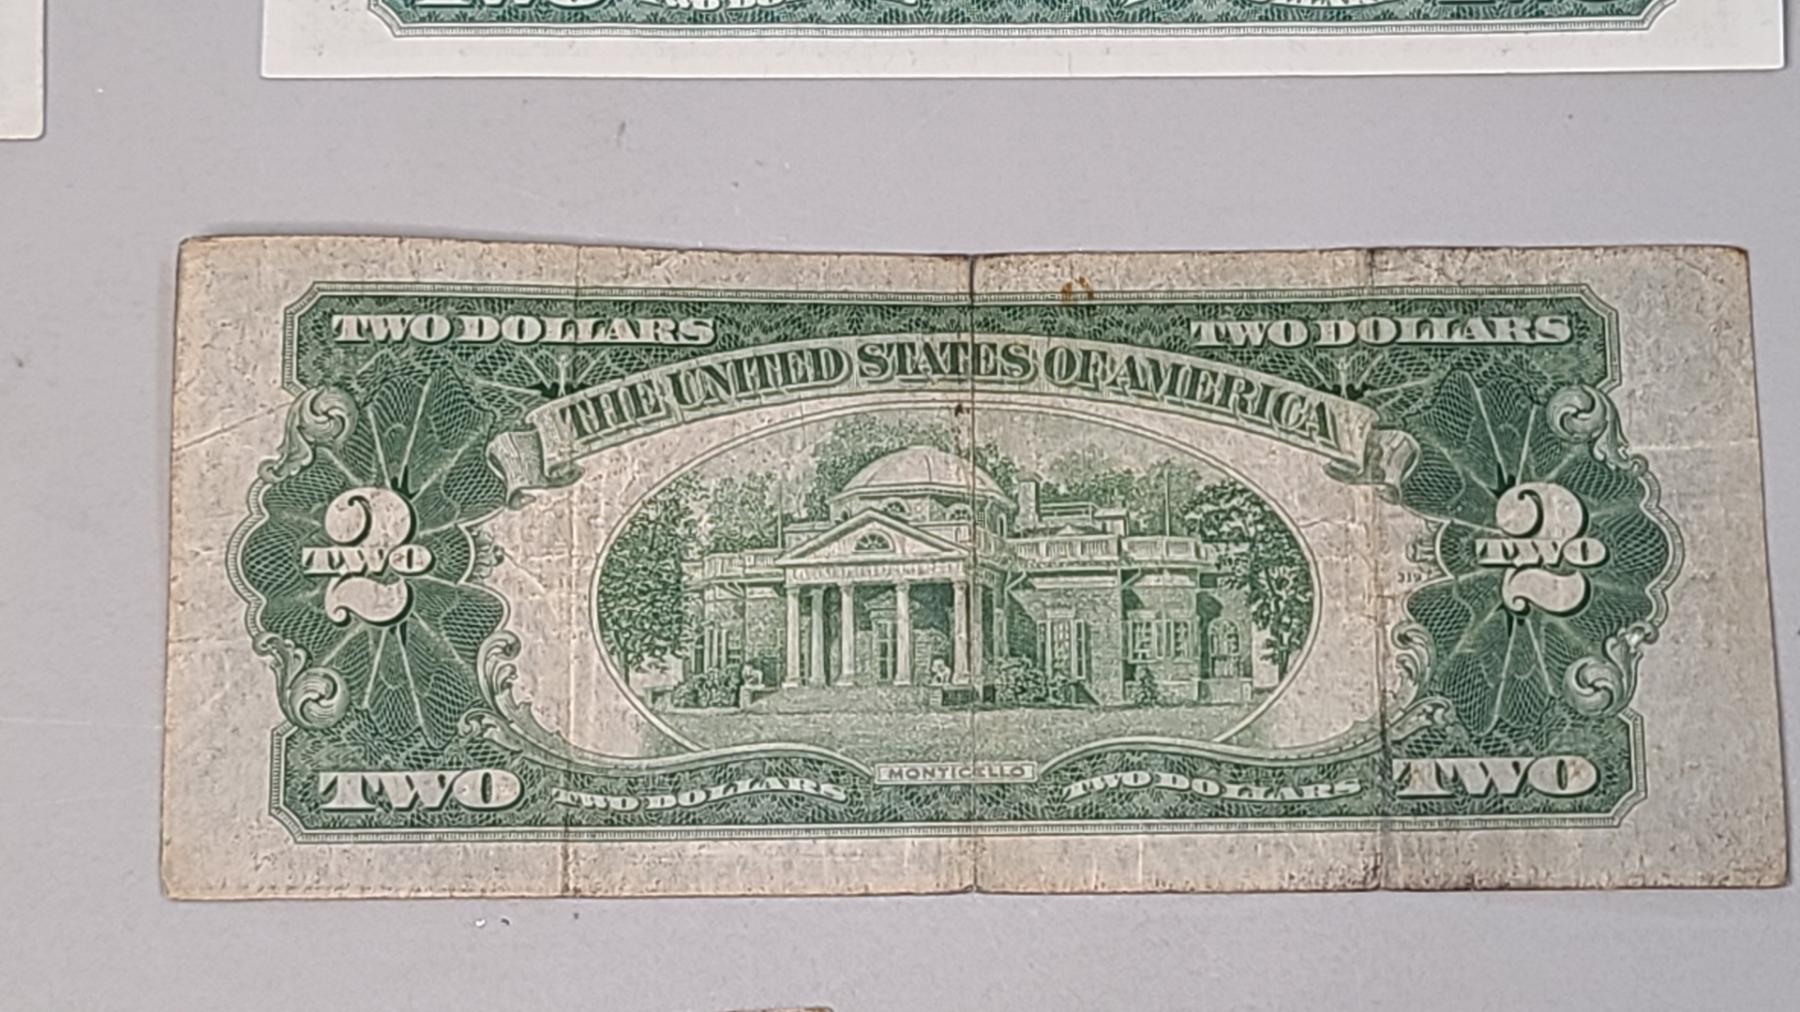 TWO DOLLARS TWO DOLLARS
THE UNITED STATES OF AMERICA
2 TWO 2 TWO
MONTICELLO
TWO TWO DOLLARS TWO DOLLARS TWO